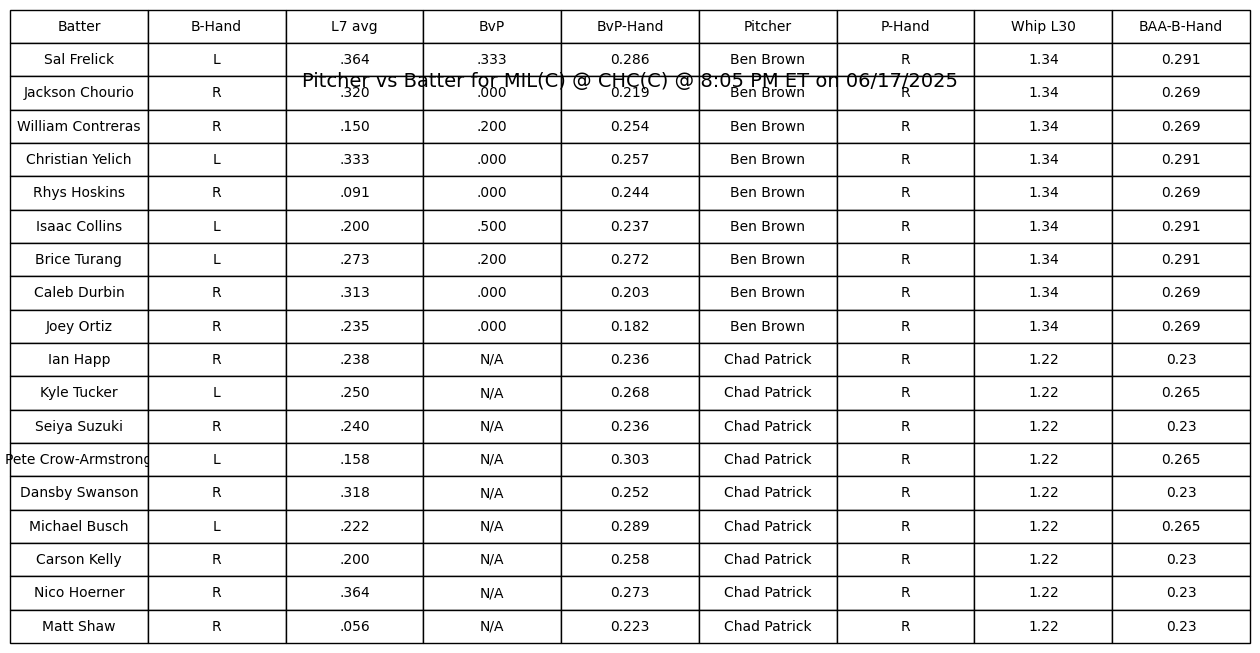 Batter B-Hand L7 avg BvP BvP-Hand Pitcher P-Hand Whip L30 BAA-B-Hand
Sal Frelick L .364 .333 0.286 Ben Brown R 1.34 0.291
Pitcher vs Batter for MIL(C) @ CHC(C) @ 8:05 PM ET on 06/17/2025
Jackson Chourio R .320 .000 0.219 Ben Brown R 1.34 0.269
William Contreras R .150 .200 0.254 Ben Brown R 1.34 0.269
Christian Yelich L .333 .000 0.257 Ben Brown R 1.34 0.291
Rhys Hoskins R .091 .000 0.244 Ben Brown R 1.34 0.269
Isaac Collins L .200 .500 0.237 Ben Brown R 1.34 0.291
Brice Turang L .273 .200 0.272 Ben Brown R 1.34 0.291
Caleb Durbin R .313 .000 0.203 Ben Brown R 1.34 0.269
Joey Ortiz R .235 .000 0.182 Ben Brown R 1.34 0.269
Ian Happ R .238 N/A 0.236 Chad Patrick R 1.22 0.23
Kyle Tucker L .250 N/A 0.268 Chad Patrick R 1.22 0.265
Seiya Suzuki R .240 N/A 0.236 Chad Patrick R 1.22 0.23
Pete Crow-Armstrong L .158 N/A 0.303 Chad Patrick R 1.22 0.265
Dansby Swanson R .318 N/A 0.252 Chad Patrick R 1.22 0.23
Michael Busch L .222 N/A 0.289 Chad Patrick R 1.22 0.265
Carson Kelly R .200 N/A 0.258 Chad Patrick R 1.22 0.23
Nico Hoerner R .364 N/A 0.273 Chad Patrick R 1.22 0.23
Matt Shaw R .056 N/A 0.223 Chad Patrick R 1.22 0.23